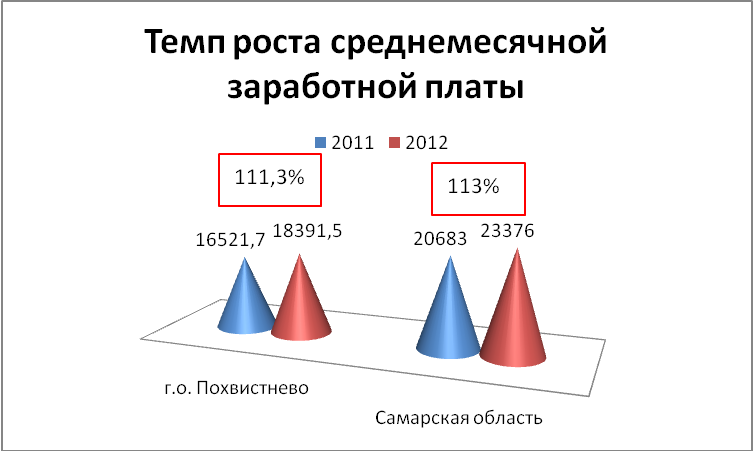 Темп роста среднемесячной
заработной платы
2011 2012
111,3%
113%
16521,7
18391,5
20683
23376
г.о. Похвистнево
Самарская область